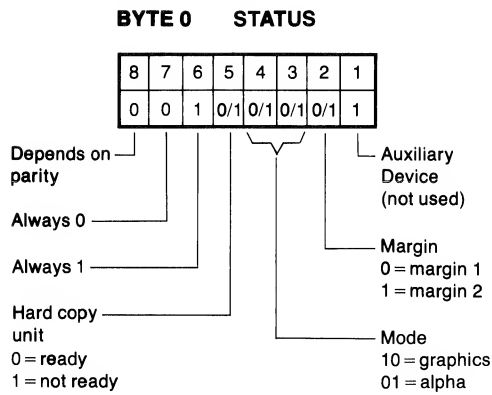 BYTE 0 STATUS
8 7 6 5 4 3 2 1
0 0 1 0/1 0/1 0/1 0/1 1
Depends on
parity
Always 0
Always 1
Hard copy
unit
0 = ready
1 = not ready
Auxiliary
Device
(not used)
Margin
0 = margin 1
1 = margin 2
Mode
10 = graphics
01 = alpha